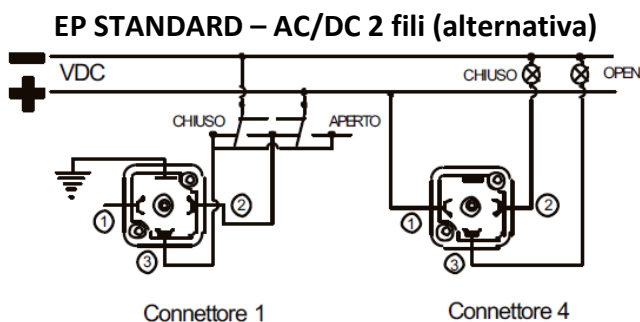 EP STANDARD – AC/DC 2 fili (alternativa)
VDC
CHIUSO
OPEN
CHIUSO
APERTO
1
2
3
1
2
3
Connettore 1
Connettore 4